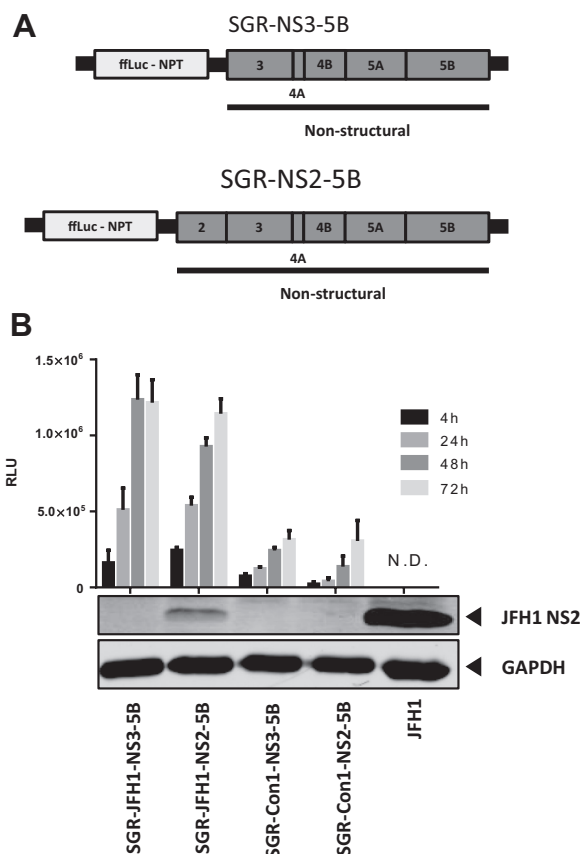 A
SGR-NS3-5B
ffLuc - NPT 3 4B 5A 5B
4A
Non-structural
SGR-NS2-5B
ffLuc - NPT 2 3 4B 5A 5B
4A
Non-structural
B
1.5×10⁶
1.0×10⁶
5.0×10⁵
0
RLU
4h
24h
48h
72h
N.D.
JFH1 NS2
GAPDH
SGR-JFH1-NS3-5B
SGR-JFH1-NS2-5B
SGR-Con1-NS3-5B
SGR-Con1-NS2-5B
JFH1